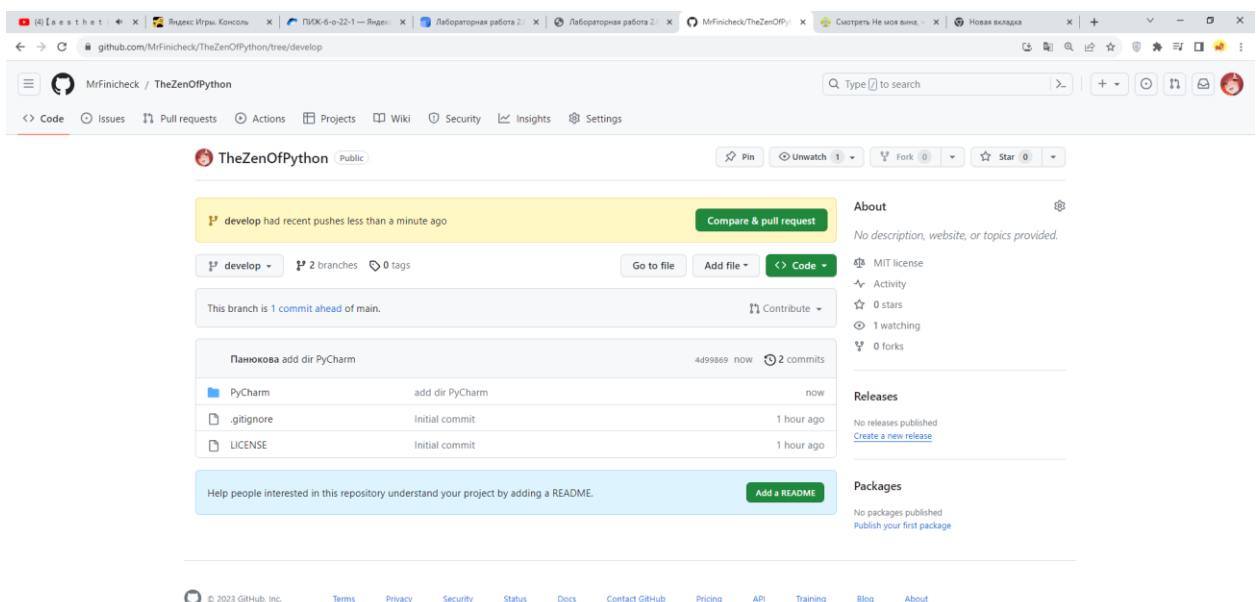 (4) [a e s t h e t i
Яндекс Игры. Консоль
ПИЖ-б-о-22-1 — Яндекс
Лабораторная работа 2.
Лабораторная работа 2.
MrFinicheck/TheZenOfPyt
Смотреть Не моя вина,
Новая вкладка
github.com/MrFinicheck/TheZenOfPython/tree/develop
MrFinicheck / TheZenOfPython
Type / to search
<> Code Issues Pull requests Actions Projects Wiki Security Insights Settings
TheZenOfPython Public
Pin Unwatch 1 Fork 0 Star 0
develop had recent pushes less than a minute ago
Compare & pull request
develop 2 branches 0 tags
Go to file Add file <> Code
This branch is 1 commit ahead of main.
Contribute
Панюкова add dir PyCharm
4d99869 now 2 commits
PyCharm add dir PyCharm now
.gitignore Initial commit 1 hour ago
LICENSE Initial commit 1 hour ago
Help people interested in this repository understand your project by adding a README.
Add a README
About
No description, website, or topics provided.
MIT license
Activity
0 stars
1 watching
0 forks
Releases
No releases published
Create a new release
Packages
No packages published
Publish your first package
© 2023 GitHub, Inc. Terms Privacy Security Status Docs Contact GitHub Pricing API Training Blog About